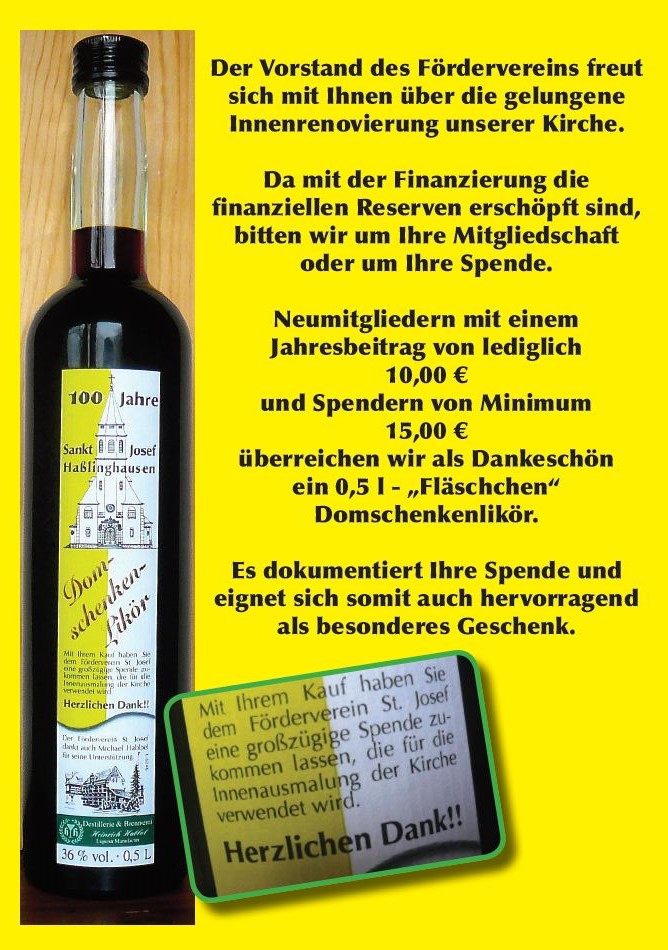 Der Vorstand des Fördervereins freut
sich mit Ihnen über die gelungene
Innenrenovierung unserer Kirche.
Da mit der Finanzierung die
finanziellen Reserven erschöpft sind,
bitten wir um Ihre Mitgliedschaft
oder um Ihre Spende.
Neumitgliedern mit einem
Jahresbeitrag von lediglich
10,00 €
und Spendern von Minimum
15,00 €
überreichen wir als Dankeschön
ein 0,5 l - „Fläschchen“
Domschenkenlikör.
Es dokumentiert Ihre Spende und
eignet sich somit auch hervorragend
als besonderes Geschenk.
100 Jahre
Sankt Josef
Haßlinghausen
Dom-
schenken-
Likör
Mit Ihrem Kauf haben Sie
dem Förderverein St. Josef
eine großzügige Spende zu-
kommen lassen, die für die
Innenausmalung der Kirche
verwendet wird.
Herzlichen Dank!!
Der Förderverein St. Josef
dankt auch Michael Habbel
für seine Unterstützung.
Destillerie & Brennerei
Heinrich Habbel
36 % vol. · 0,5 L
Mit Ihrem Kauf haben Sie
dem Förderverein St. Josef
eine großzügige Spende zu-
kommen lassen, die für die
Innenausmalung der Kirche
verwendet wird.
Herzlichen Dank!!